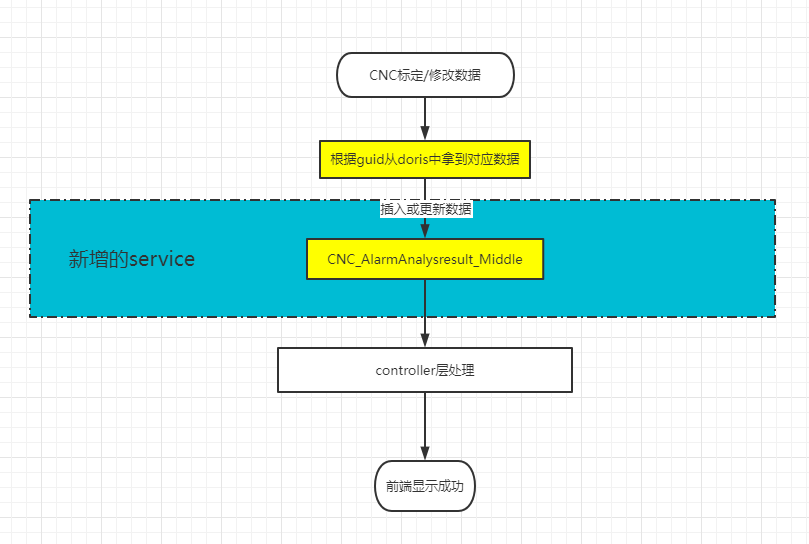 CNC标定/修改数据
根据guid从doris中拿到对应数据
插入或更新数据
新增的service
CNC_AlarmAnalysresult_Middle
controller层处理
前端显示成功